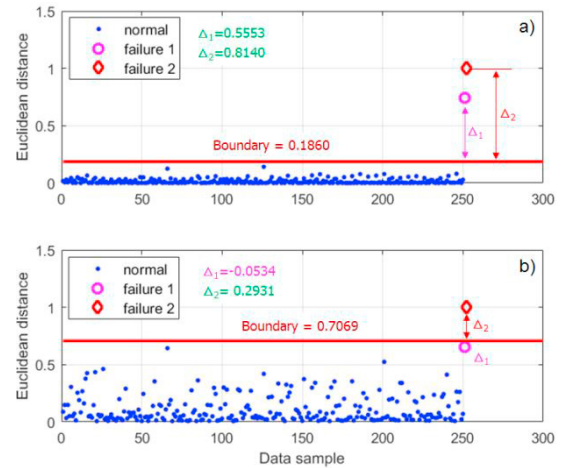 1.5
a)
normal
failure 1
failure 2
Δ1=0.5553
Δ2=0.8140
1
Δ2
Δ1
0.5
Boundary = 0.1860
0
0 50 100 150 200 250 300
Euclidean distance
1.5
b)
normal
failure 1
failure 2
Δ1=-0.0534
Δ2= 0.2931
1
Boundary = 0.7069
Δ2
0.5
Δ1
0
0 50 100 150 200 250 300
Euclidean distance
Data sample